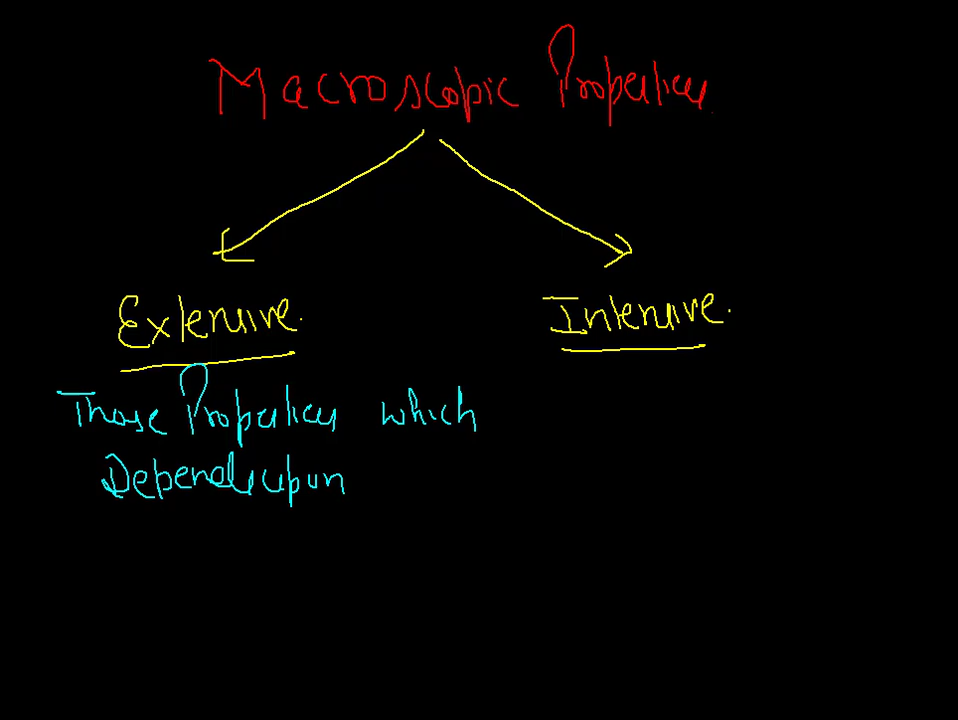 Macroscopic Properties
Extensive.
Intensive.
Those Properties which
Depends upon